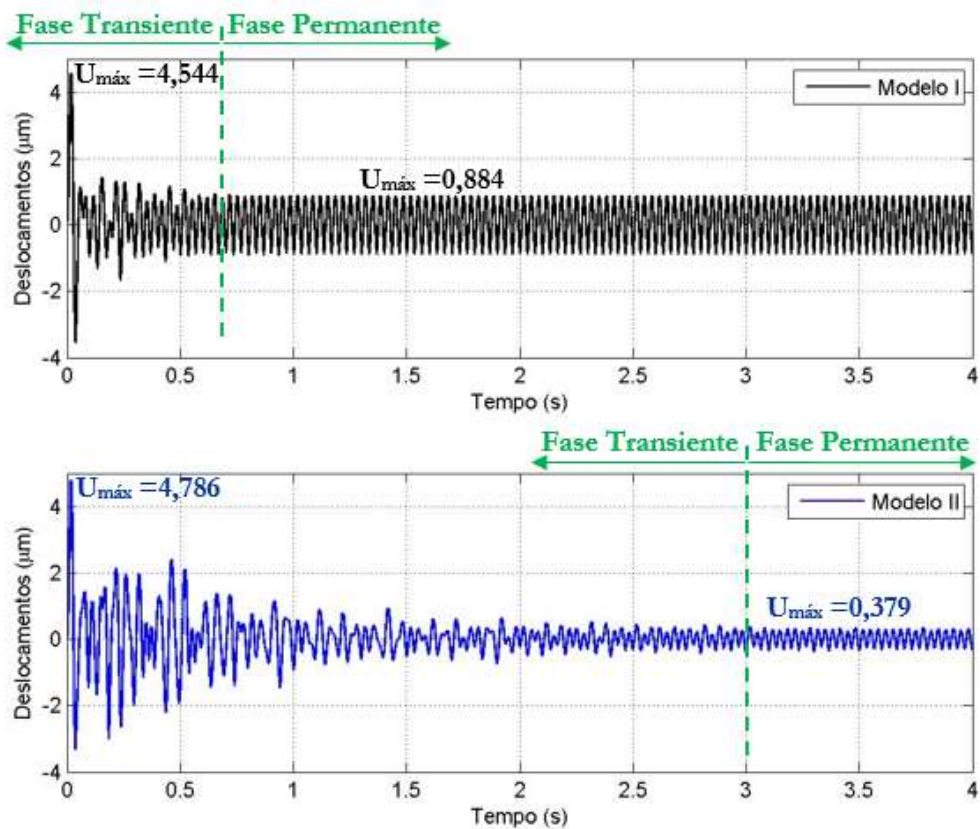 Fase Transiente Fase Permanente
Umáx =4,544
Modelo I
Umáx=0,884
Deslocamentos (μm)
4
2
0
-2
-4
0 0.5 1 1.5 2 2.5 3 3.5 4
Tempo (s)
Fase Transiente Fase Permanente
Umáx =4,786
Modelo II
Umáx=0,379
Deslocamentos (μm)
4
2
0
-2
-4
0 0.5 1 1.5 2 2.5 3 3.5 4
Tempo (s)